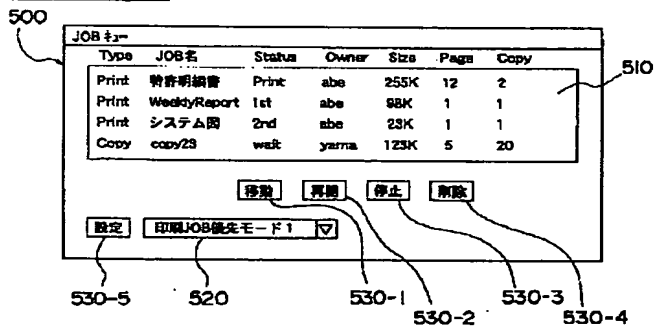 500
JOB キュー
Type JOB名 Status Owner Size Page Copy
Print 特許明細書 Print abe 255K 12 2
Print WeeklyReport 1st abe 98K 1 1
Print システム図 2nd abe 23K 1 1
Copy copy23 wait yama 123K 5 20
510
移動 再開 停止 削除
設定 印刷JOB優先モード1
530-5 520 530-1 530-2 530-3 530-4